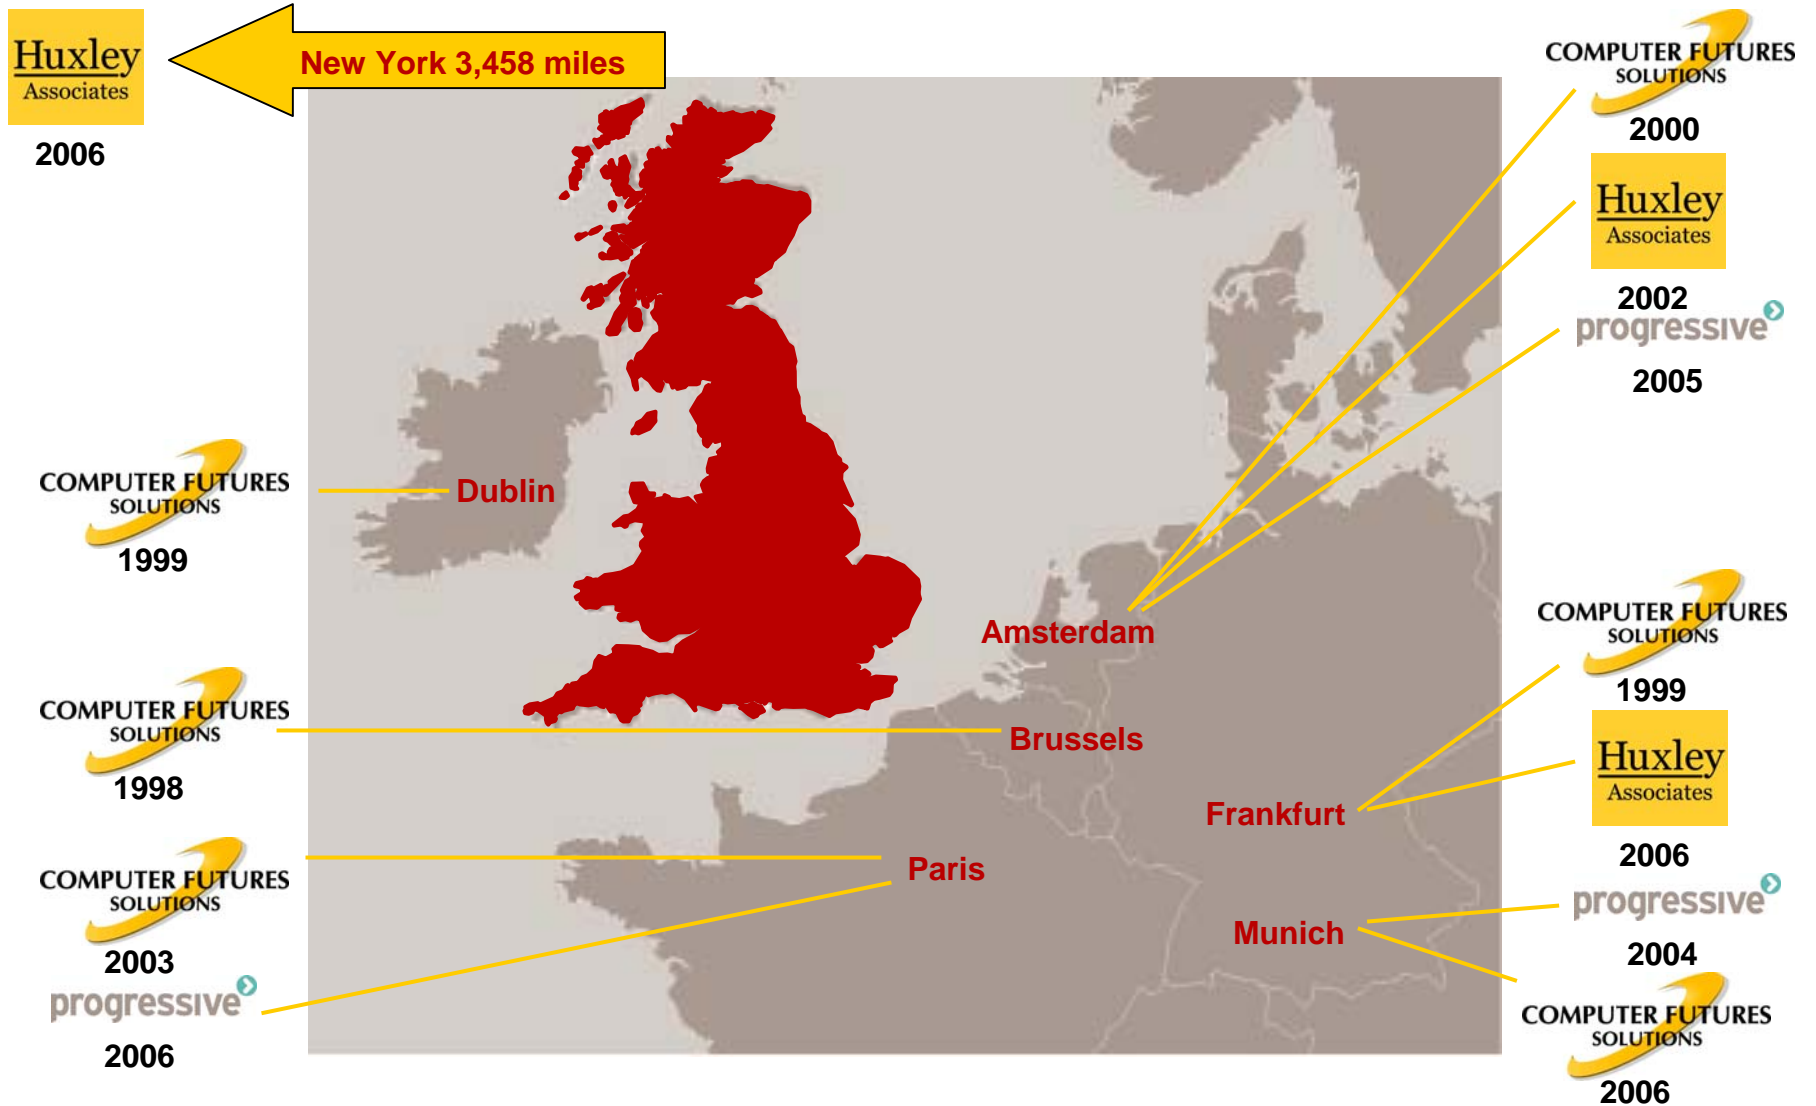 Huxley
Associates
2006
New York 3,458 miles
COMPUTER FUTURES
SOLUTIONS
2000
Huxley
Associates
2002
progressive
2005
COMPUTER FUTURES
SOLUTIONS
1999
Dublin
Amsterdam
COMPUTER FUTURES
SOLUTIONS
1999
COMPUTER FUTURES
SOLUTIONS
1998
Brussels
Huxley
Associates
2006
Frankfurt
COMPUTER FUTURES
SOLUTIONS
2003
Paris
progressive
2004
Munich
progressive
2006
COMPUTER FUTURES
SOLUTIONS
2006